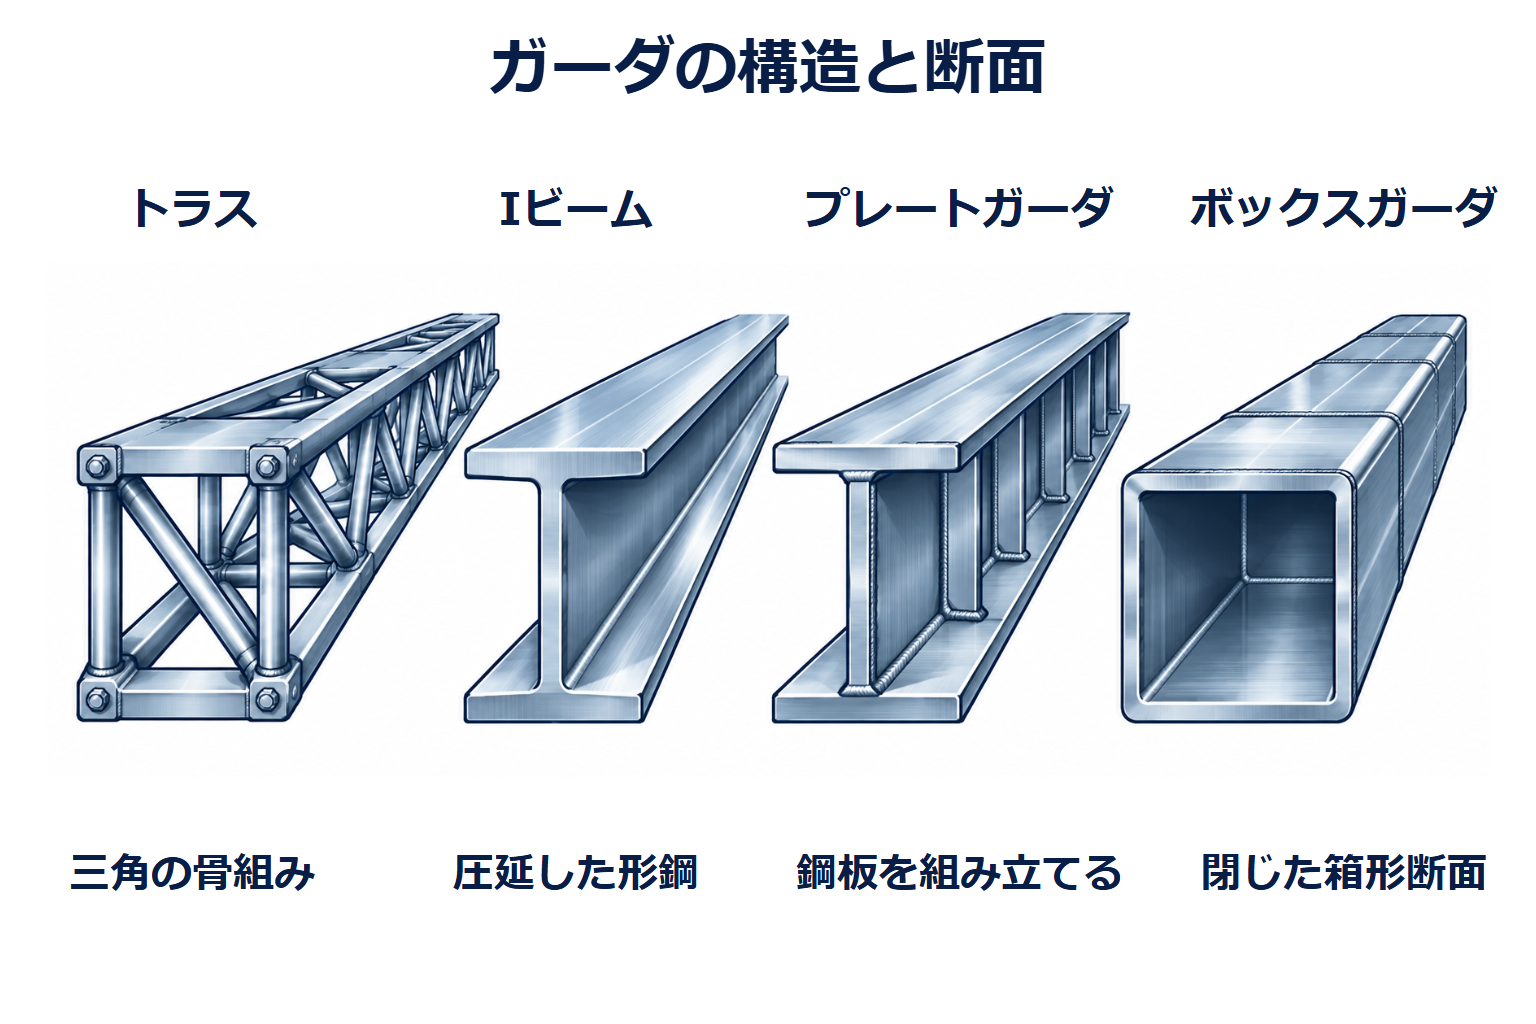 ガーダの構造と断面
トラス
Iビーム
プレートガーダ
ボックスガーダ
三角の骨組み
圧延した形鋼
鋼板を組み立てる
閉じた箱形断面